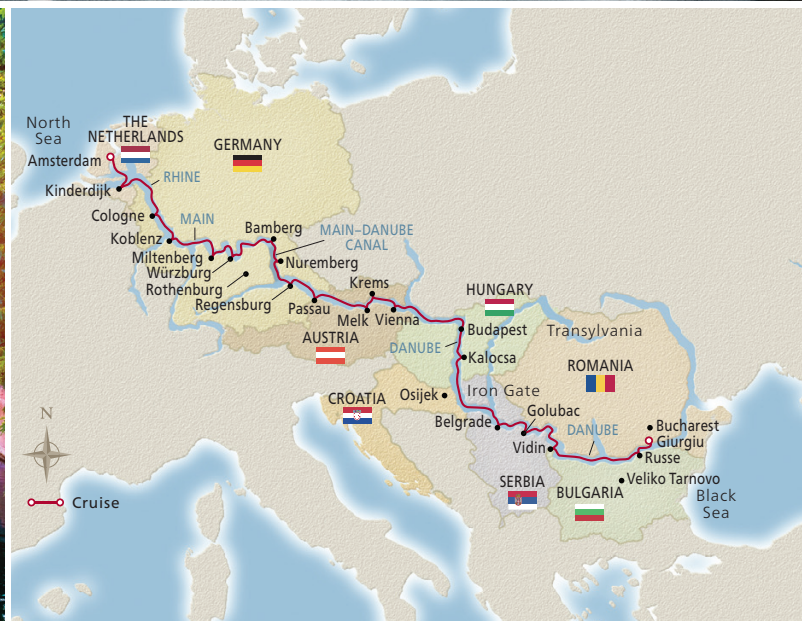 North
Sea
THE
NETHERLANDS
GERMANY
Amsterdam
RHINE
Kinderdijk
Cologne
MAIN
Koblenz
Bamberg
MAIN–DANUBE
CANAL
Miltenberg
Würzburg
Nuremberg
Rothenburg
Regensburg
Krems
Passau
Melk
Vienna
HUNGARY
AUSTRIA
Budapest
Transylvania
DANUBE
Kalocsa
ROMANIA
CROATIA
Osijek
Iron Gate
Golubac
Belgrade
DANUBE
Bucharest
Giurgiu
Vidin
Russe
N
SERBIA
BULGARIA
Veliko Tarnovo
Black
Sea
Cruise